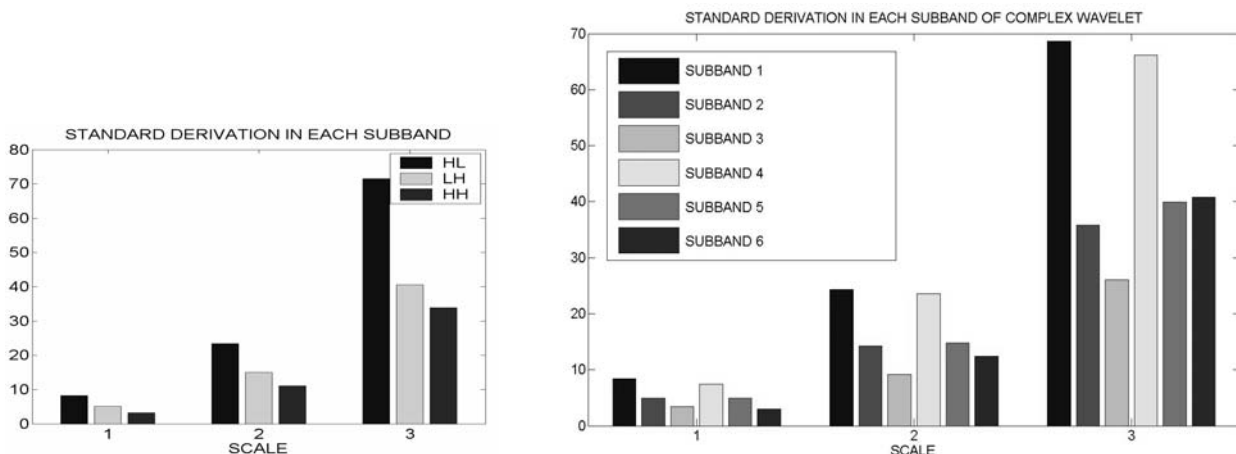 STANDARD DERIVATION IN EACH SUBBAND
80
70
60
50
40
30
20
10
0
HL
LH
HH
1 2 3
SCALE
STANDARD DERIVATION IN EACH SUBBAND OF COMPLEX WAVELET
70
60
50
40
30
20
10
0
SUBBAND 1
SUBBAND 2
SUBBAND 3
SUBBAND 4
SUBBAND 5
SUBBAND 6
1 2 3
SCALE